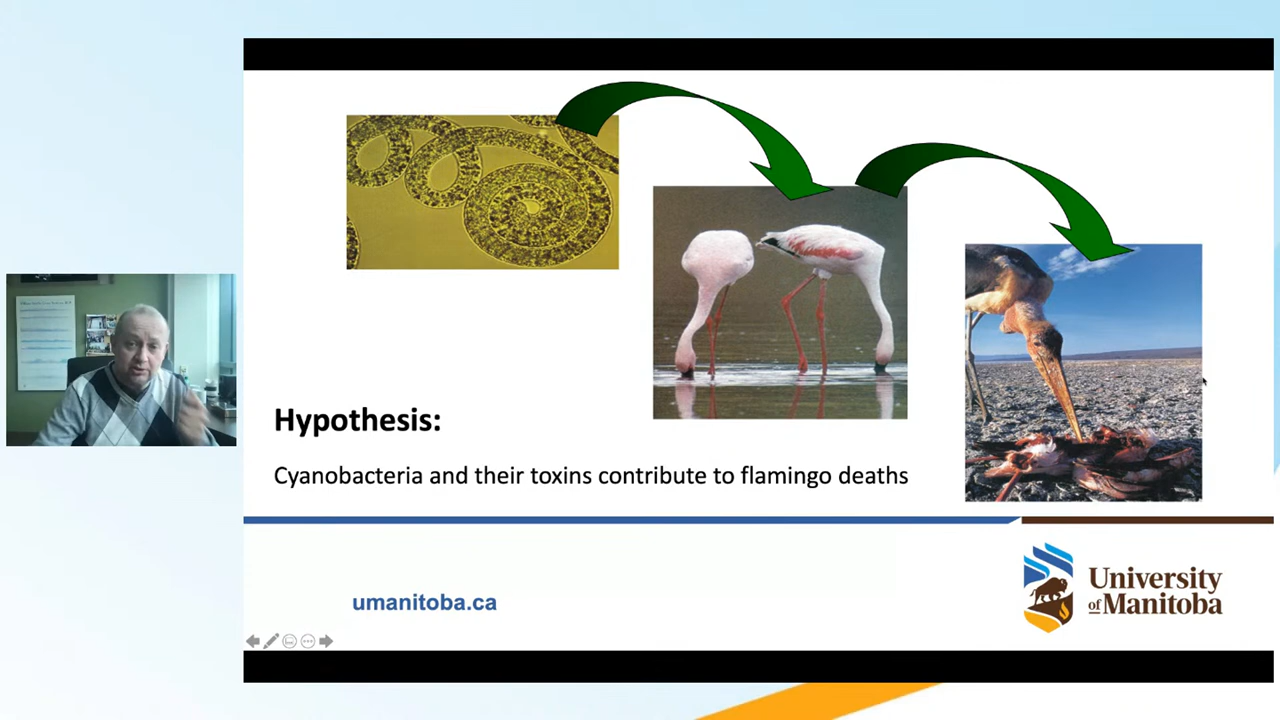 Hypothesis:
Cyanobacteria and their toxins contribute to flamingo deaths
umanitoba.ca
University
of Manitoba